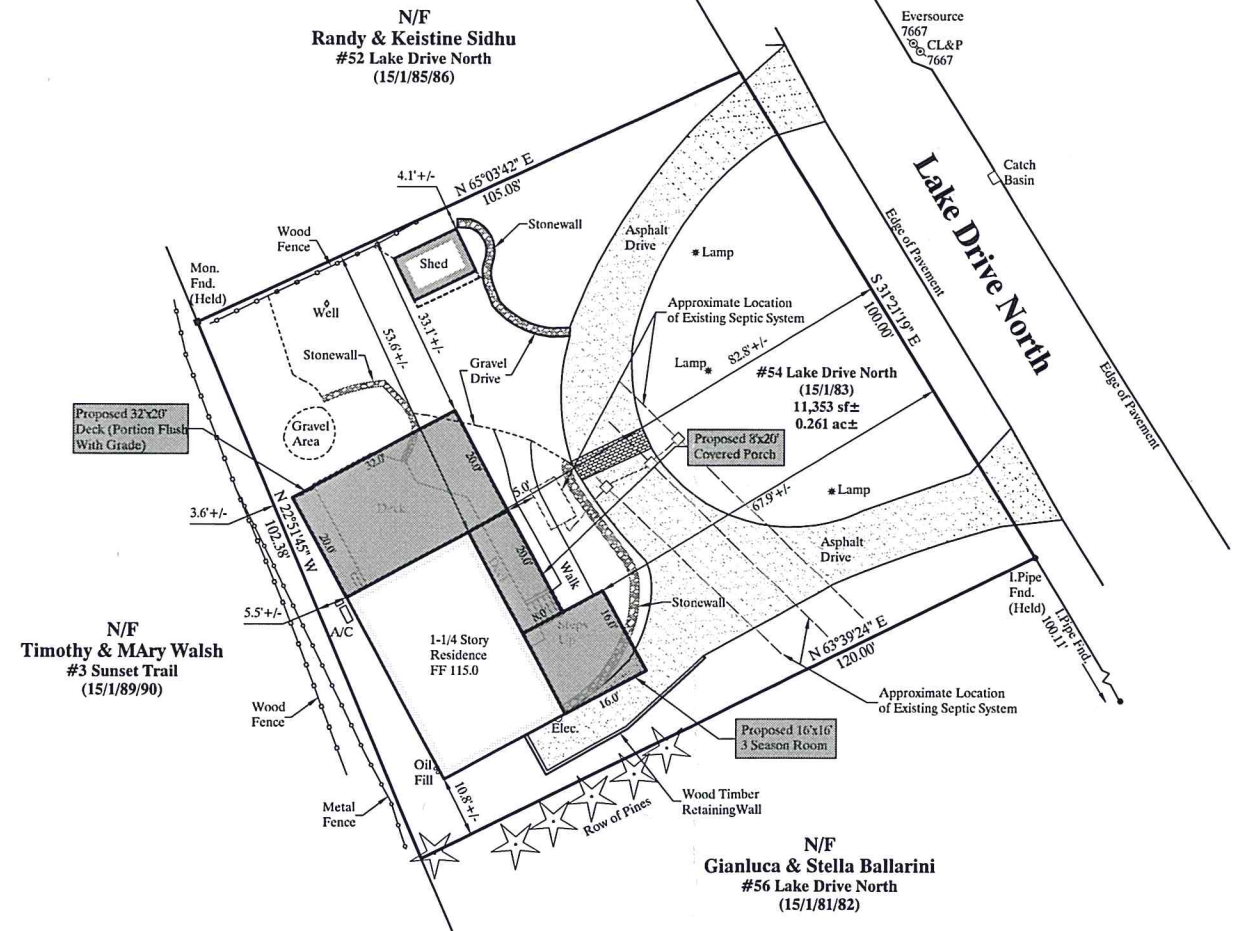 N/F
Randy & Keistine Sidhu
#52 Lake Drive North
(15/1/85/86)
Eversource
7667
CL&P
7667
Lake Drive North
Catch
Basin
Edge of Pavement
Edge of Pavement
4.1'+/-
N 65°03'42" E
105.08'
Wood
Fence
Stonewall
Shed
Mon.
Fnd.
(Held)
Asphalt
Drive
Lamp
Well
53.6'+/-
33.1'+/-
Approximate Location
of Existing Septic System
S 31°21'19" E
100.00'
Stonewall
Gravel
Drive
Lamp
82.8'+/-
#54 Lake Drive North
(15/1/83)
11,353 sf±
0.261 ac±
Proposed 32'x20'
Deck (Portion Flush
With Grade)
Gravel
Area
Proposed 8'x20'
Covered Porch
32.0'
20.0'
Deck
5.0'
67.9'+/-
Lamp
3.6'+/-
N 22°51'45" W
102.38'
20.0'
20.0'
Walk
Asphalt
Drive
5.5'+/-
A/C
8.0'
Steps
Up
16.0'
Stonewall
I.Pipe
Fnd.
(Held)
I.Pipe Fnd.
100.11'
N/F
Timothy & MAry Walsh
#3 Sunset Trail
(15/1/89/90)
1-1/4 Story
Residence
FF 115.0
N 63°39'24" E
120.00'
16.0'
Approximate Location
of Existing Septic System
Wood
Fence
Elec.
Proposed 16'x16'
3 Season Room
Oil
Fill
10.8'+/-
Metal
Fence
Wood Timber
RetainingWall
Row of Pines
N/F
Gianluca & Stella Ballarini
#56 Lake Drive North
(15/1/81/82)